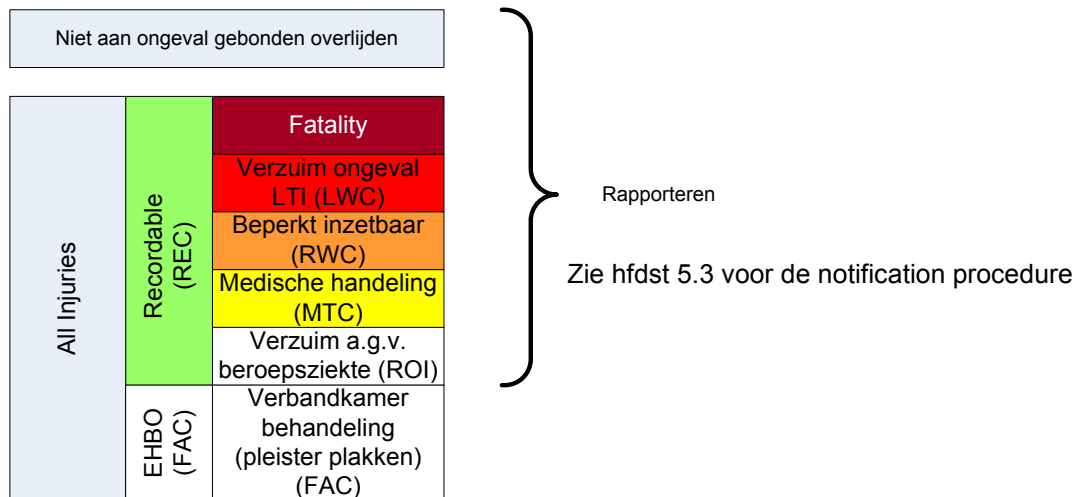 Niet aan ongeval gebonden overlijden
All Injuries
Recordable
(REC)
Fatality
Verzuim ongeval
LTI (LWC)
Beperkt inzetbaar
(RWC)
Medische handeling
(MTC)
Verzuim a.g.v.
beroepsziekte (ROI)
EHBO
(FAC)
Verbandkamer
behandeling
(pleister plakken)
(FAC)
Rapporteren
Zie hfdst 5.3 voor de notification procedure